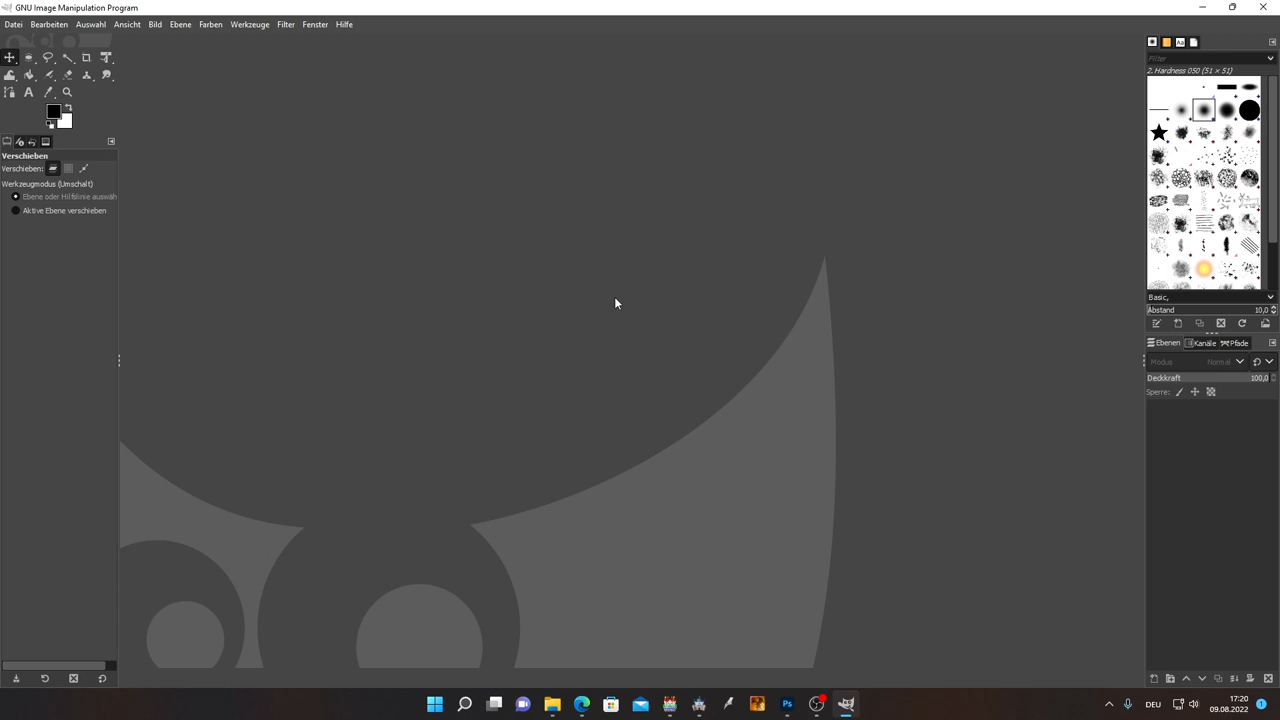 GNU Image Manipulation Program
Datei Bearbeiten Auswahl Ansicht Bild Ebene Farben Werkzeuge Filter Fenster Hilfe
Filter
2. Hardness 050 (51 × 51)
Verschieben
Verschieben:
Werkzeugmodus (Umschalt)
Ebene oder Hilfslinie auswäh
Aktive Ebene verschieben
Basic,
Abstand 10,0
Ebenen Kanäle Pfade
Modus Normal
Deckkraft 100,0
Sperre:
DEU
17:20
09.08.2022
1